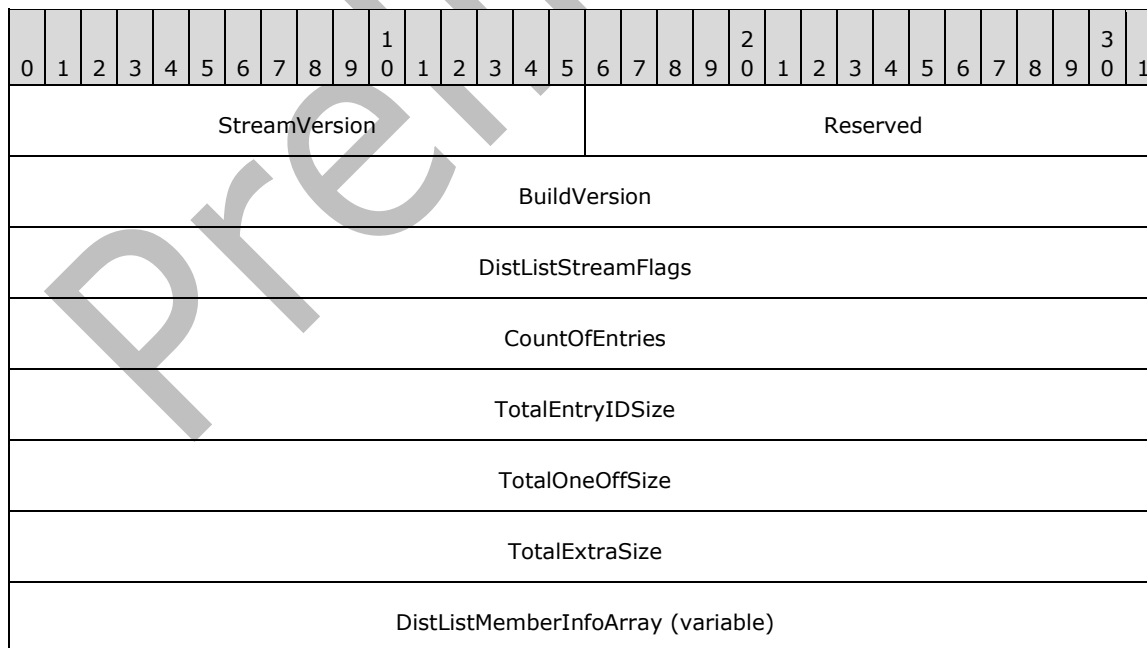 1 2 3
0 1 2 3 4 5 6 7 8 9 0 1 2 3 4 5 6 7 8 9 0 1 2 3 4 5 6 7 8 9 0 1
StreamVersion Reserved
BuildVersion
DistListStreamFlags
CountOfEntries
TotalEntryIDSize
TotalOneOffSize
TotalExtraSize
DistListMemberInfoArray (variable)